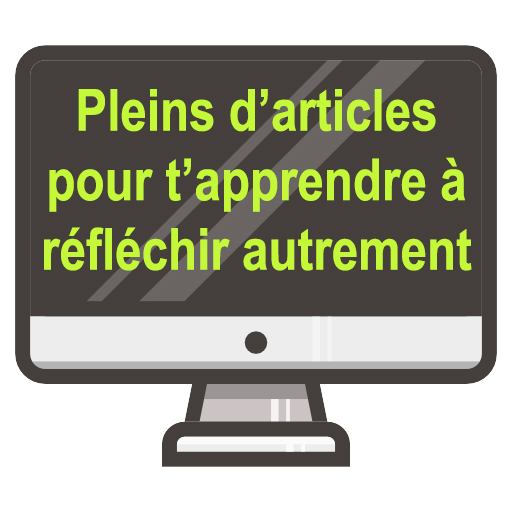 Pleins d’articles
pour t’apprendre à
réfléchir autrement